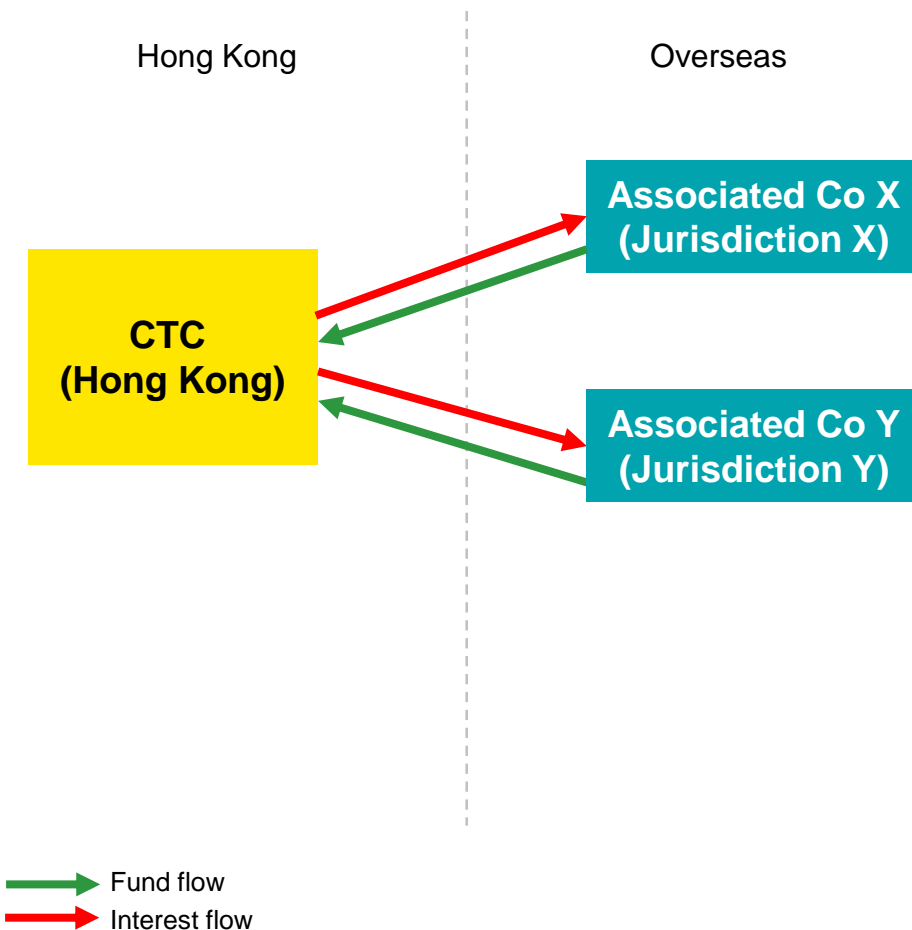 Hong Kong
Overseas
Associated Co X
(Jurisdiction X)
CTC
(Hong Kong)
Associated Co Y
(Jurisdiction Y)
Fund flow
Interest flow